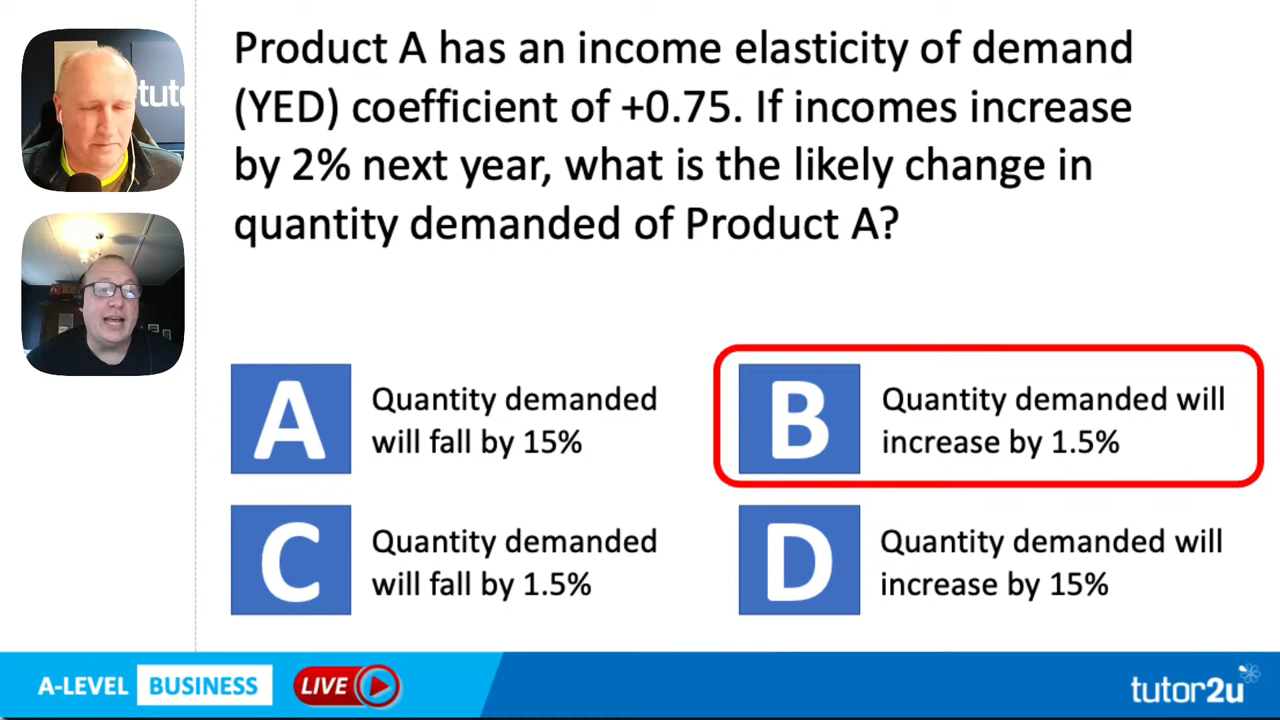 Product A has an income elasticity of demand
(YED) coefficient of +0.75. If incomes increase
by 2% next year, what is the likely change in
quantity demanded of Product A?
tut
A
Quantity demanded
will fall by 15%
B
Quantity demanded will
increase by 1.5%
C
Quantity demanded
will fall by 1.5%
D
Quantity demanded will
increase by 15%
A-LEVEL BUSINESS LIVE
tutor2u